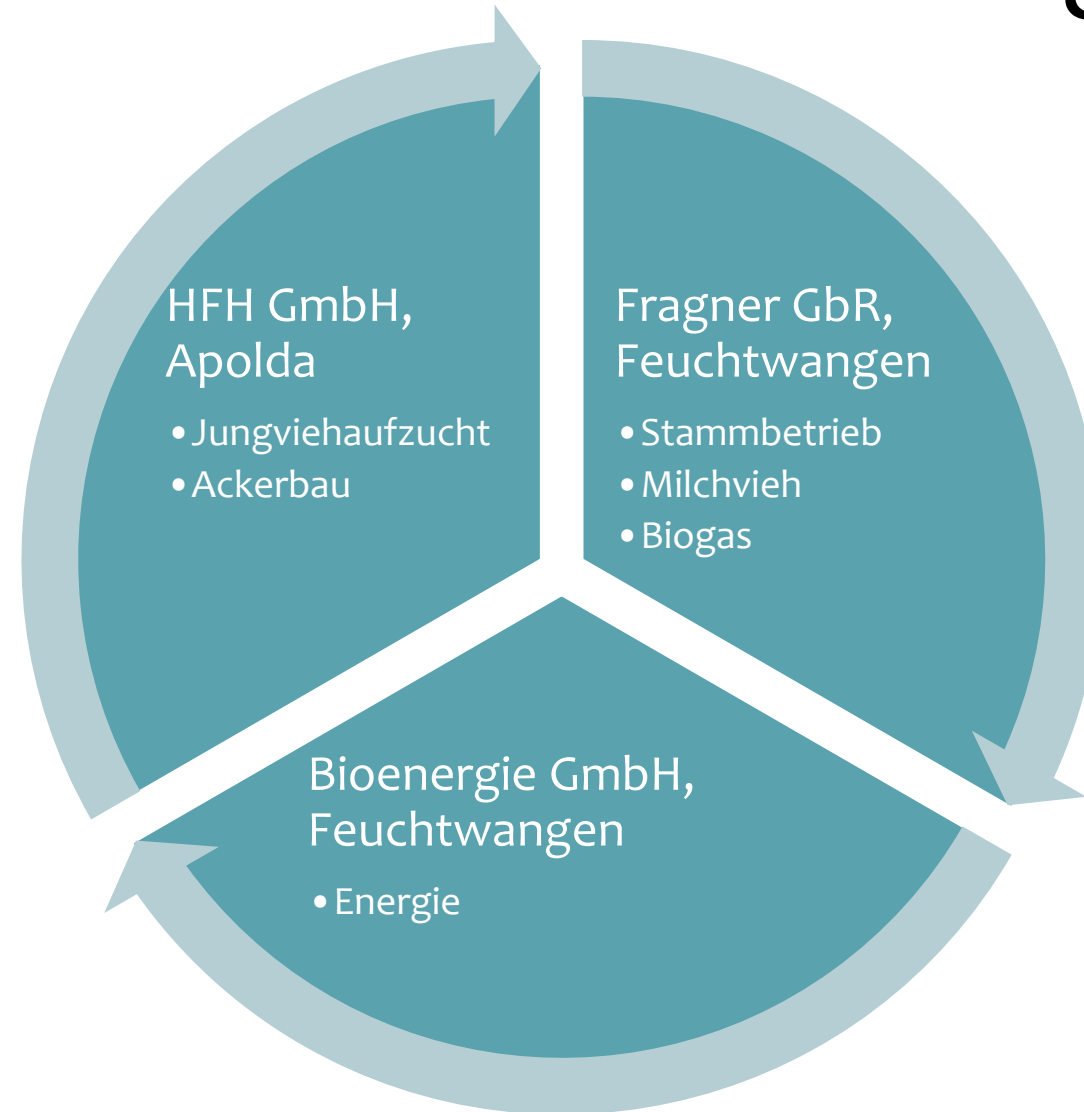 HFH GmbH,
Apolda
•Jungviehaufzucht
•Ackerbau
Fragner GbR,
Feuchtwangen
•Stammbetrieb
•Milchvieh
•Biogas
Bioenergie GmbH,
Feuchtwangen
•Energie